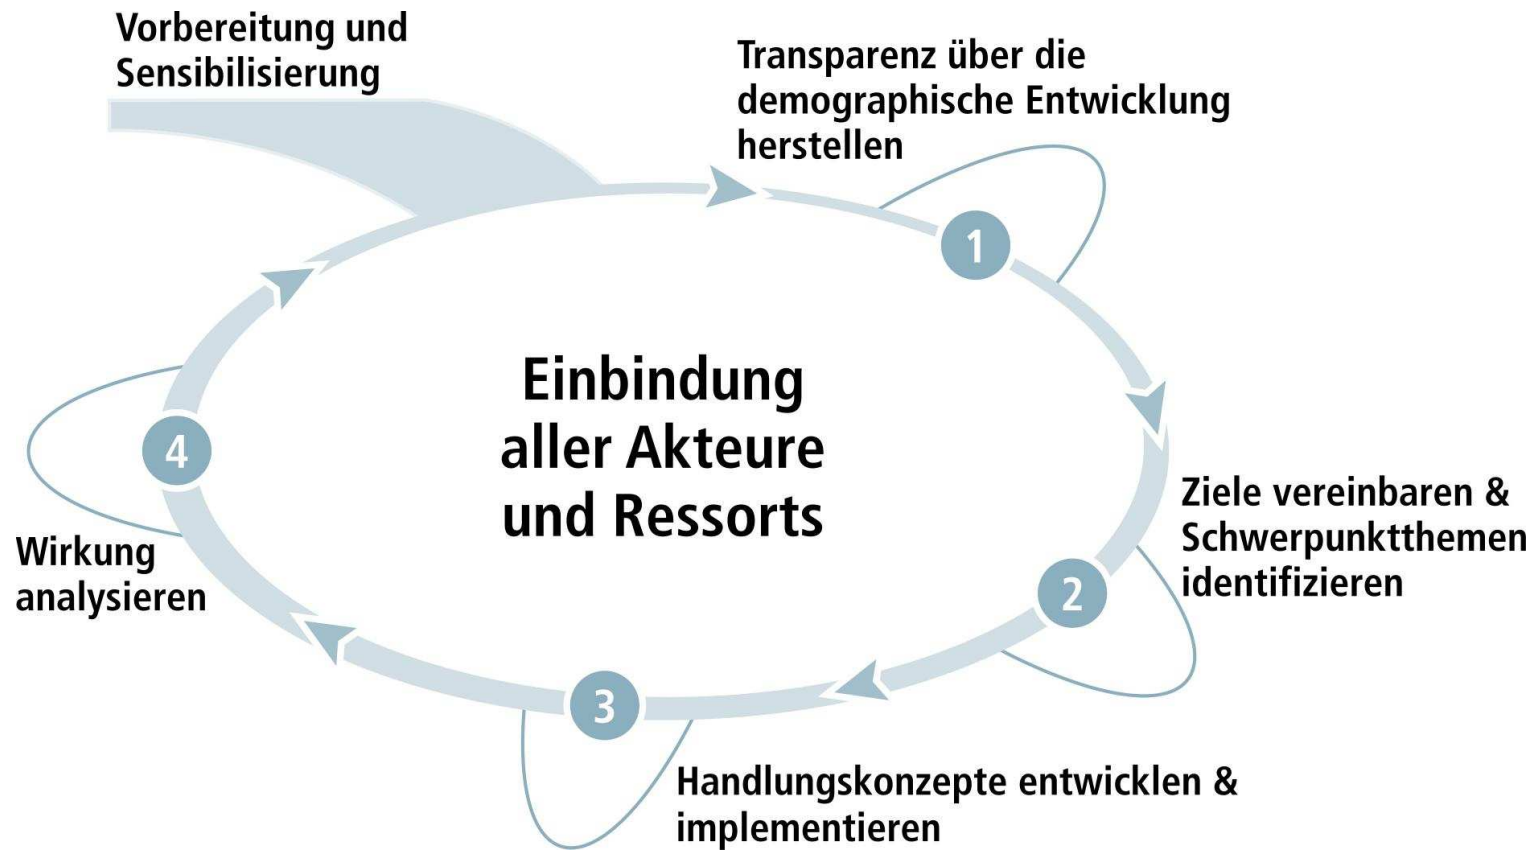 Vorbereitung und
Sensibilisierung
Transparenz über die
demographische Entwicklung
herstellen
1
Einbindung
aller Akteure
und Ressorts
4
Ziele vereinbaren &
Schwerpunktthemen
identifizieren
Wirkung
analysieren
2
3
Handlungskonzepte entwicklen &
implementieren